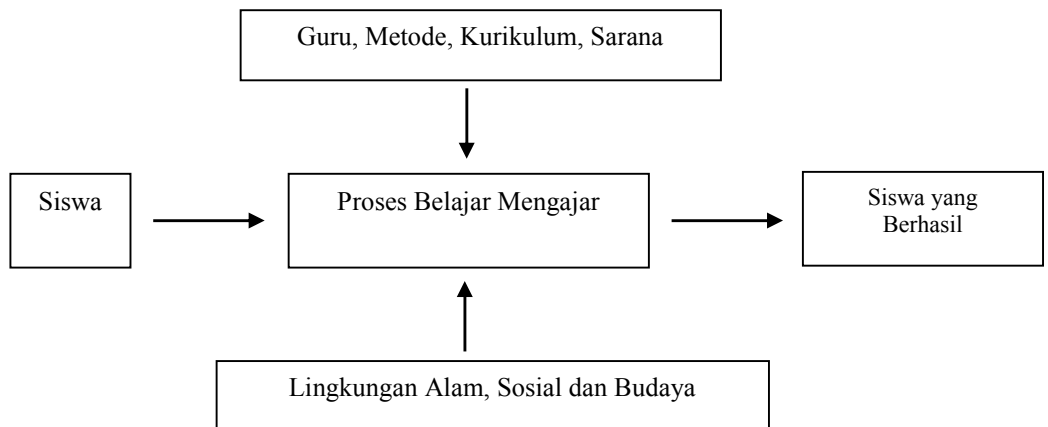 Guru, Metode, Kurikulum, Sarana
Siswa
Proses Belajar Mengajar
Siswa yang
Berhasil
Lingkungan Alam, Sosial dan Budaya